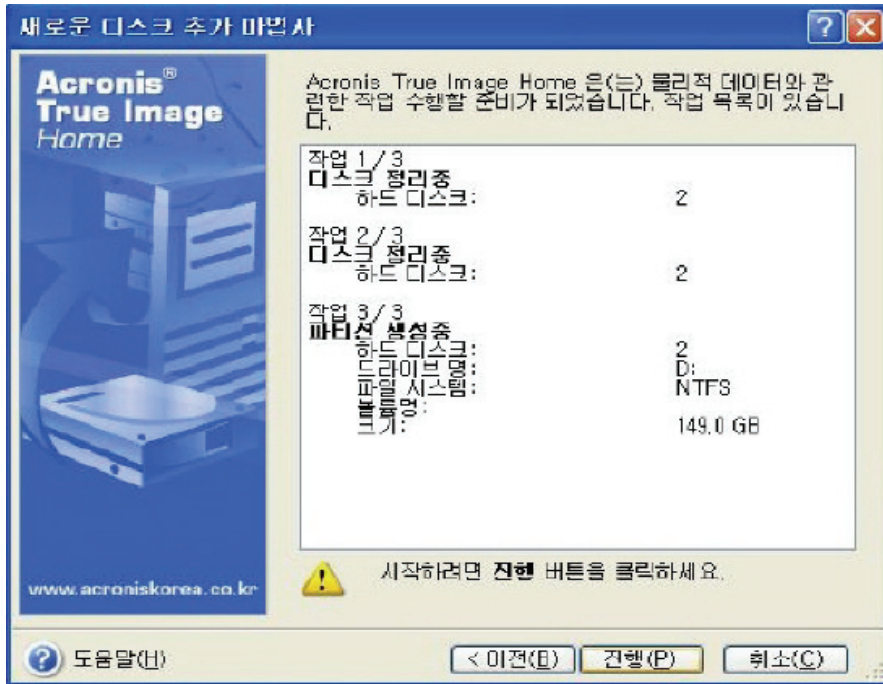 새로운 디스크 추가 마법사
Acronis®
True Image
Home
Acronis True Image Home 은(는) 물리적 데이터와 관
련한 작업 수행할 준비가 되었습니다. 작업 목록이 있습니
다.
작업 1 / 3
디스크 정리중
하드 디스크: 2
작업 2 / 3
디스크 정리중
하드 디스크: 2
작업 3 / 3
파티션 생성중
하드 디스크: 2
드라이브 명: D:
파일 시스템: NTFS
볼륨명:
크기: 149.0 GB
시작하려면 진행 버튼을 클릭하세요.
www.acroniskorea.co.kr
도움말(H)
< 이전(B)
진행(P)
취소(C)